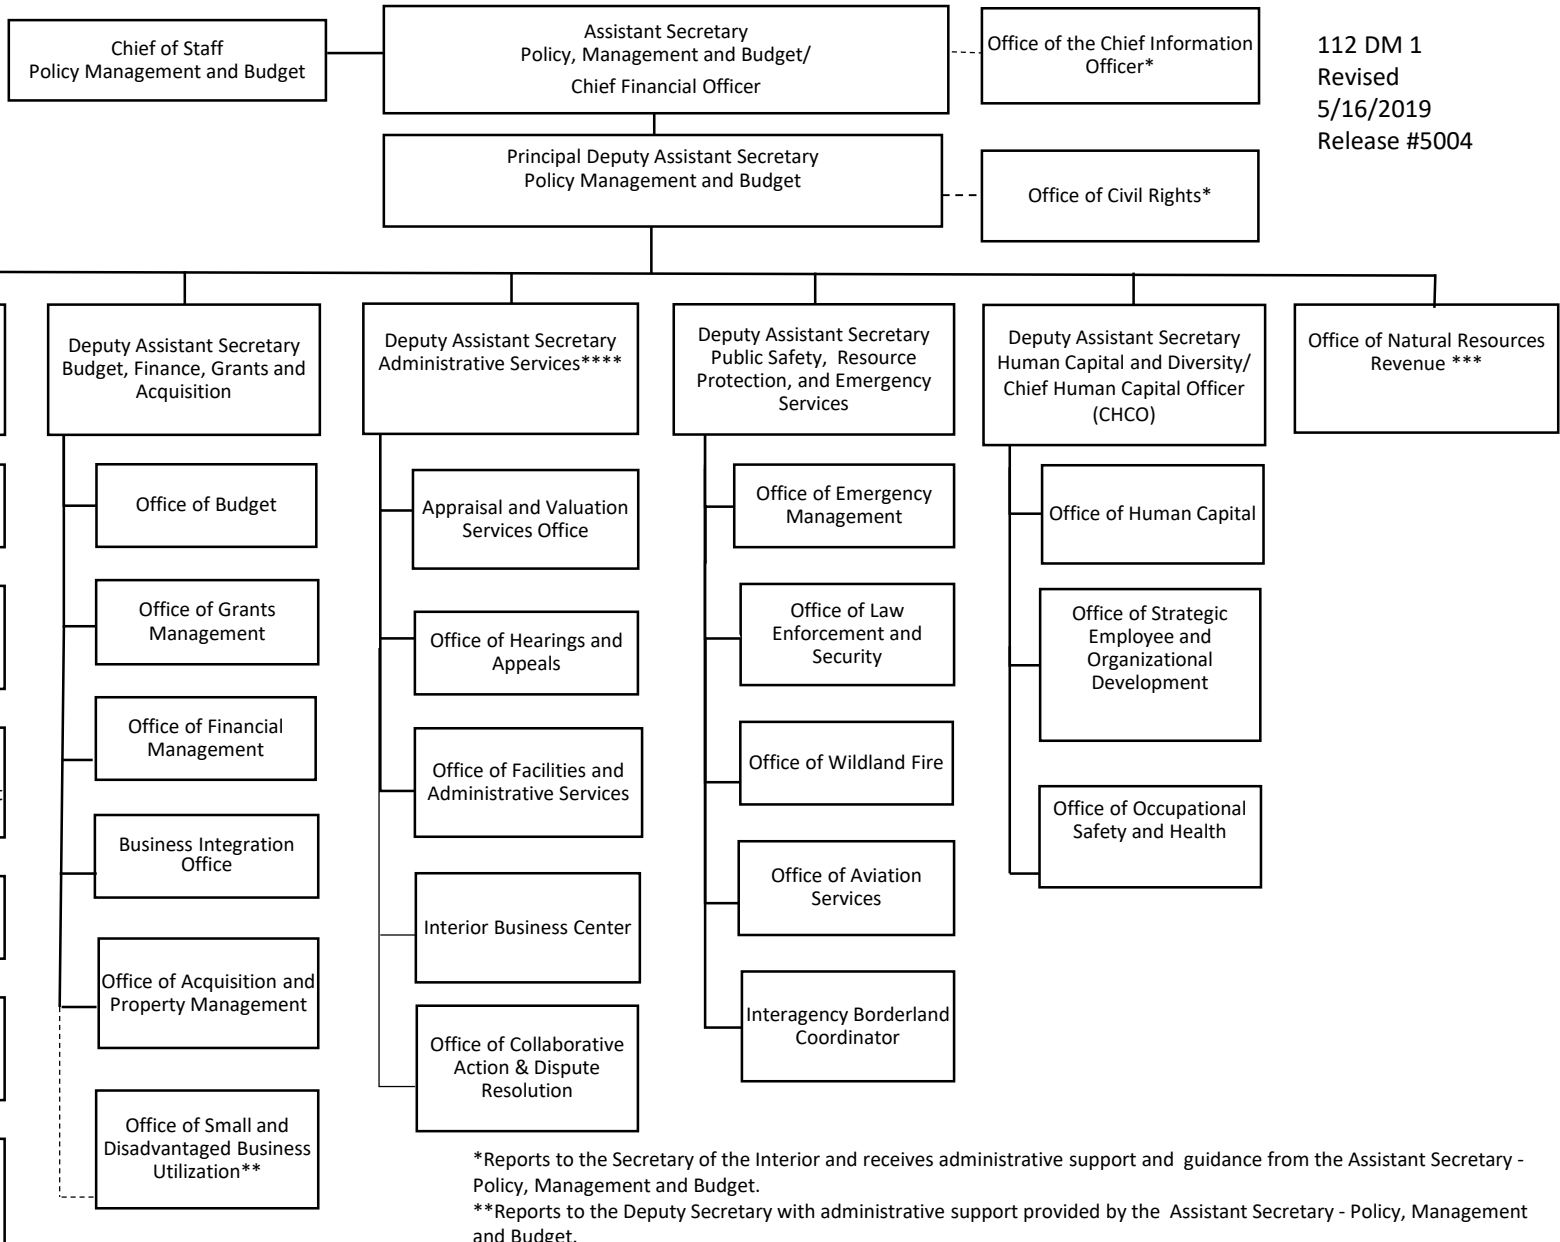 Chief of Staff
Policy Management and Budget
Assistant Secretary
Policy, Management and Budget/
Chief Financial Officer
Office of the Chief Information
Officer*
112 DM 1
Revised
5/16/2019
Release #5004
Principal Deputy Assistant Secretary
Policy Management and Budget
Office of Civil Rights*
Deputy Assistant Secretary
Budget, Finance, Grants and
Acquisition
Office of Budget
Office of Grants
Management
Office of Financial
Management
Business Integration
Office
Office of Acquisition and
Property Management
Office of Small and
Disadvantaged Business
Utilization**
Deputy Assistant Secretary
Administrative Services****
Appraisal and Valuation
Services Office
Office of Hearings and
Appeals
Office of Facilities and
Administrative Services
Interior Business Center
Office of Collaborative
Action & Dispute
Resolution
Deputy Assistant Secretary
Public Safety, Resource
Protection, and Emergency
Services
Office of Emergency
Management
Office of Law
Enforcement and
Security
Office of Wildland Fire
Office of Aviation
Services
Interagency Borderland
Coordinator
Deputy Assistant Secretary
Human Capital and Diversity/
Chief Human Capital Officer
(CHCO)
Office of Human Capital
Office of Strategic
Employee and
Organizational
Development
Office of Occupational
Safety and Health
Office of Natural Resources
Revenue ***
*Reports to the Secretary of the Interior and receives administrative support and guidance from the Assistant Secretary -
Policy, Management and Budget.
**Reports to the Deputy Secretary with administrative support provided by the Assistant Secretary - Policy, Management
and Budget.